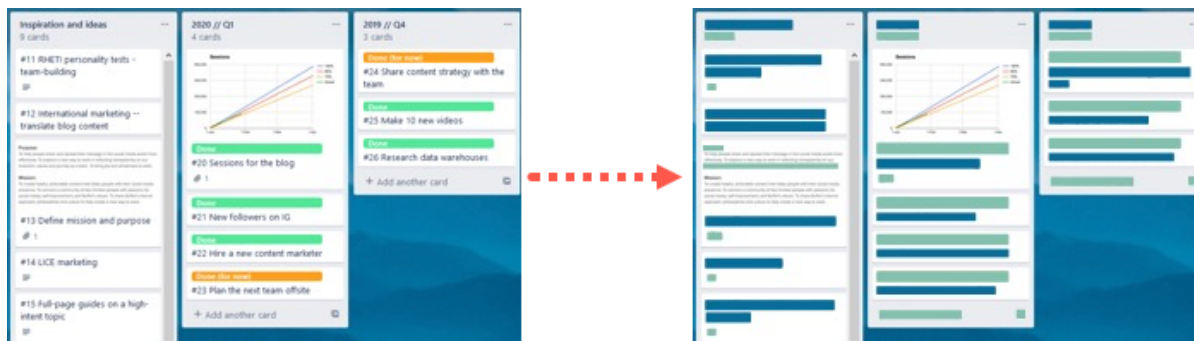 Inspiration and ideas
9 cards
#11 RHETI personality tests -
team-building
#12 International marketing --
translate blog content
Purpose
Mission
#13 Define mission and purpose
1
#14 LICE marketing
#15 Full-page guides on a high-
intent topic
2020 // Q1
4 cards
Sessions
Done
#20 Sessions for the blog
1
Done
#21 New followers on IG
Done
#22 Hire a new content marketer
Done (for now)
#23 Plan the next team offsite
+ Add another card
2019 // Q4
3 cards
Done (for now)
#24 Share content strategy with the
team
Done
#25 Make 10 new videos
Done
#26 Research data warehouses
+ Add another card
Sessions